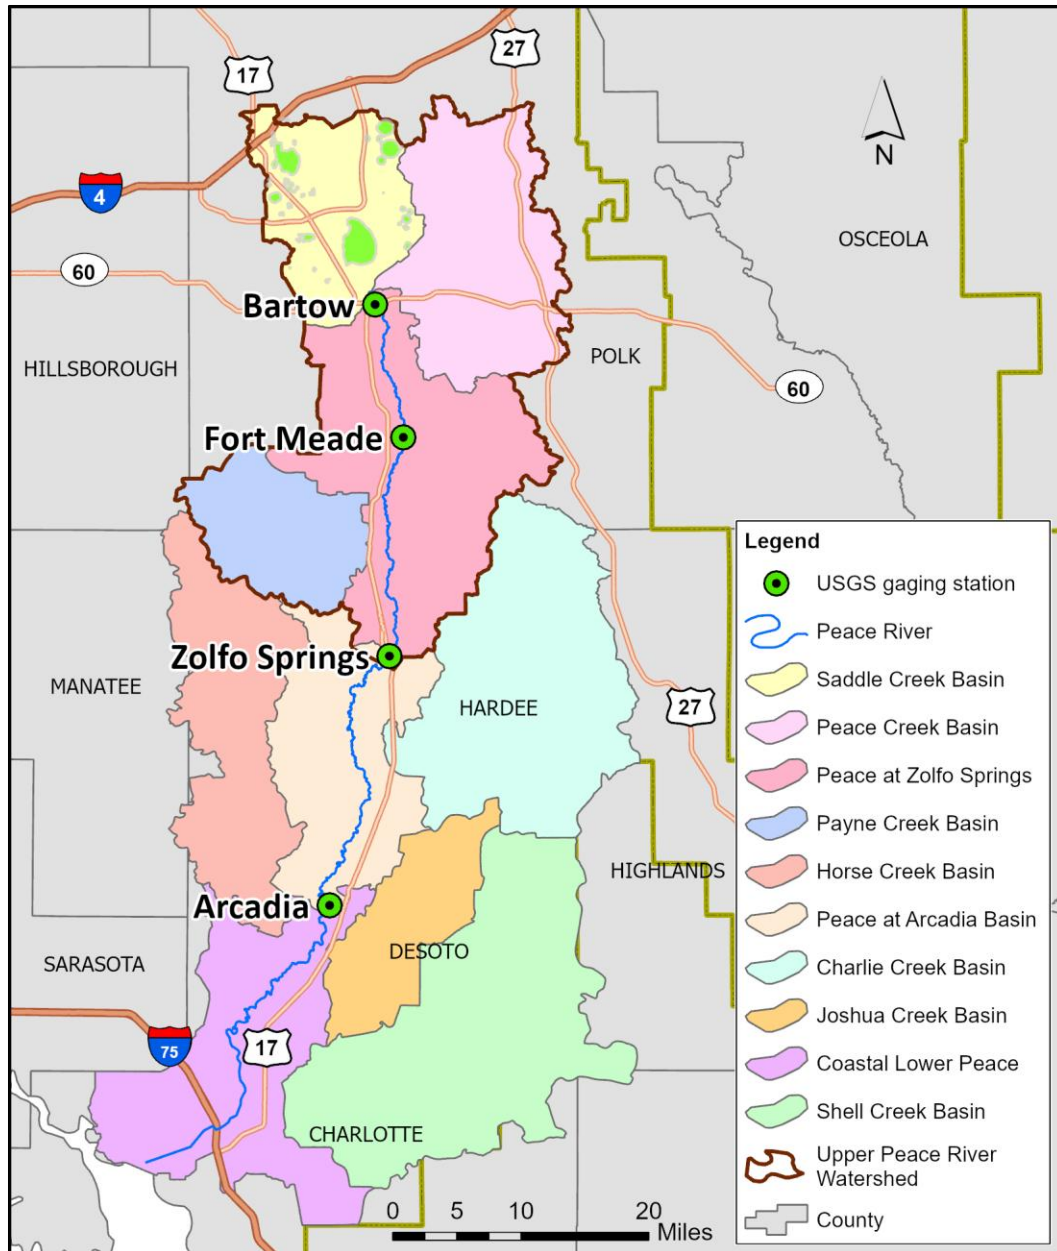 17
27
N
4
OSCEOLA
60
Bartow
HILLSBOROUGH
POLK
60
Fort Meade
Zolfo Springs
MANATEE
HARDEE
27
HIGHLANDS
Arcadia
DESOTO
SARASOTA
75
17
CHARLOTTE
0 5 10 20
Miles
Legend
USGS gaging station
Peace River
Saddle Creek Basin
Peace Creek Basin
Peace at Zolfo Springs
Payne Creek Basin
Horse Creek Basin
Peace at Arcadia Basin
Charlie Creek Basin
Joshua Creek Basin
Coastal Lower Peace
Shell Creek Basin
Upper Peace River
Watershed
County